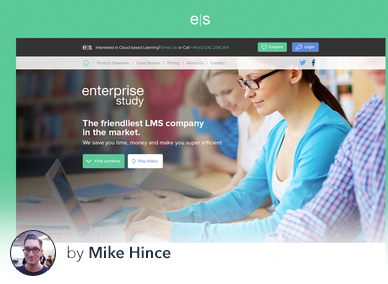 e|s
e|s Interested in Cloud based Learning? Email Us or Call +44 (0) 1242 254 254
Enquire
Login
Product Overview Case Studies Pricing About Us Contact
enterprise
study
The friendliest LMS company
in the market.
We save you time, money and make you super efficient
Find out More
Play Video
by Mike Hince